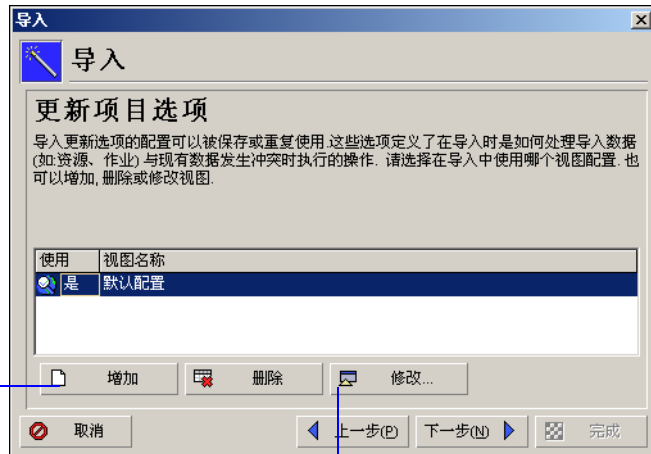 导入
导入
更新项目选项
导入更新选项的配置可以被保存或重复使用.这些选项定义了在导入时是如何处理导入数据
(如:资源、作业) 与现有数据发生冲突时执行的操作. 请选择在导入中使用哪个视图配置. 也
可以增加, 删除或修改视图.
使用 视图名称
是 默认配置
增加 删除 修改...
取消 上一步(P) 下一步(N) 完成